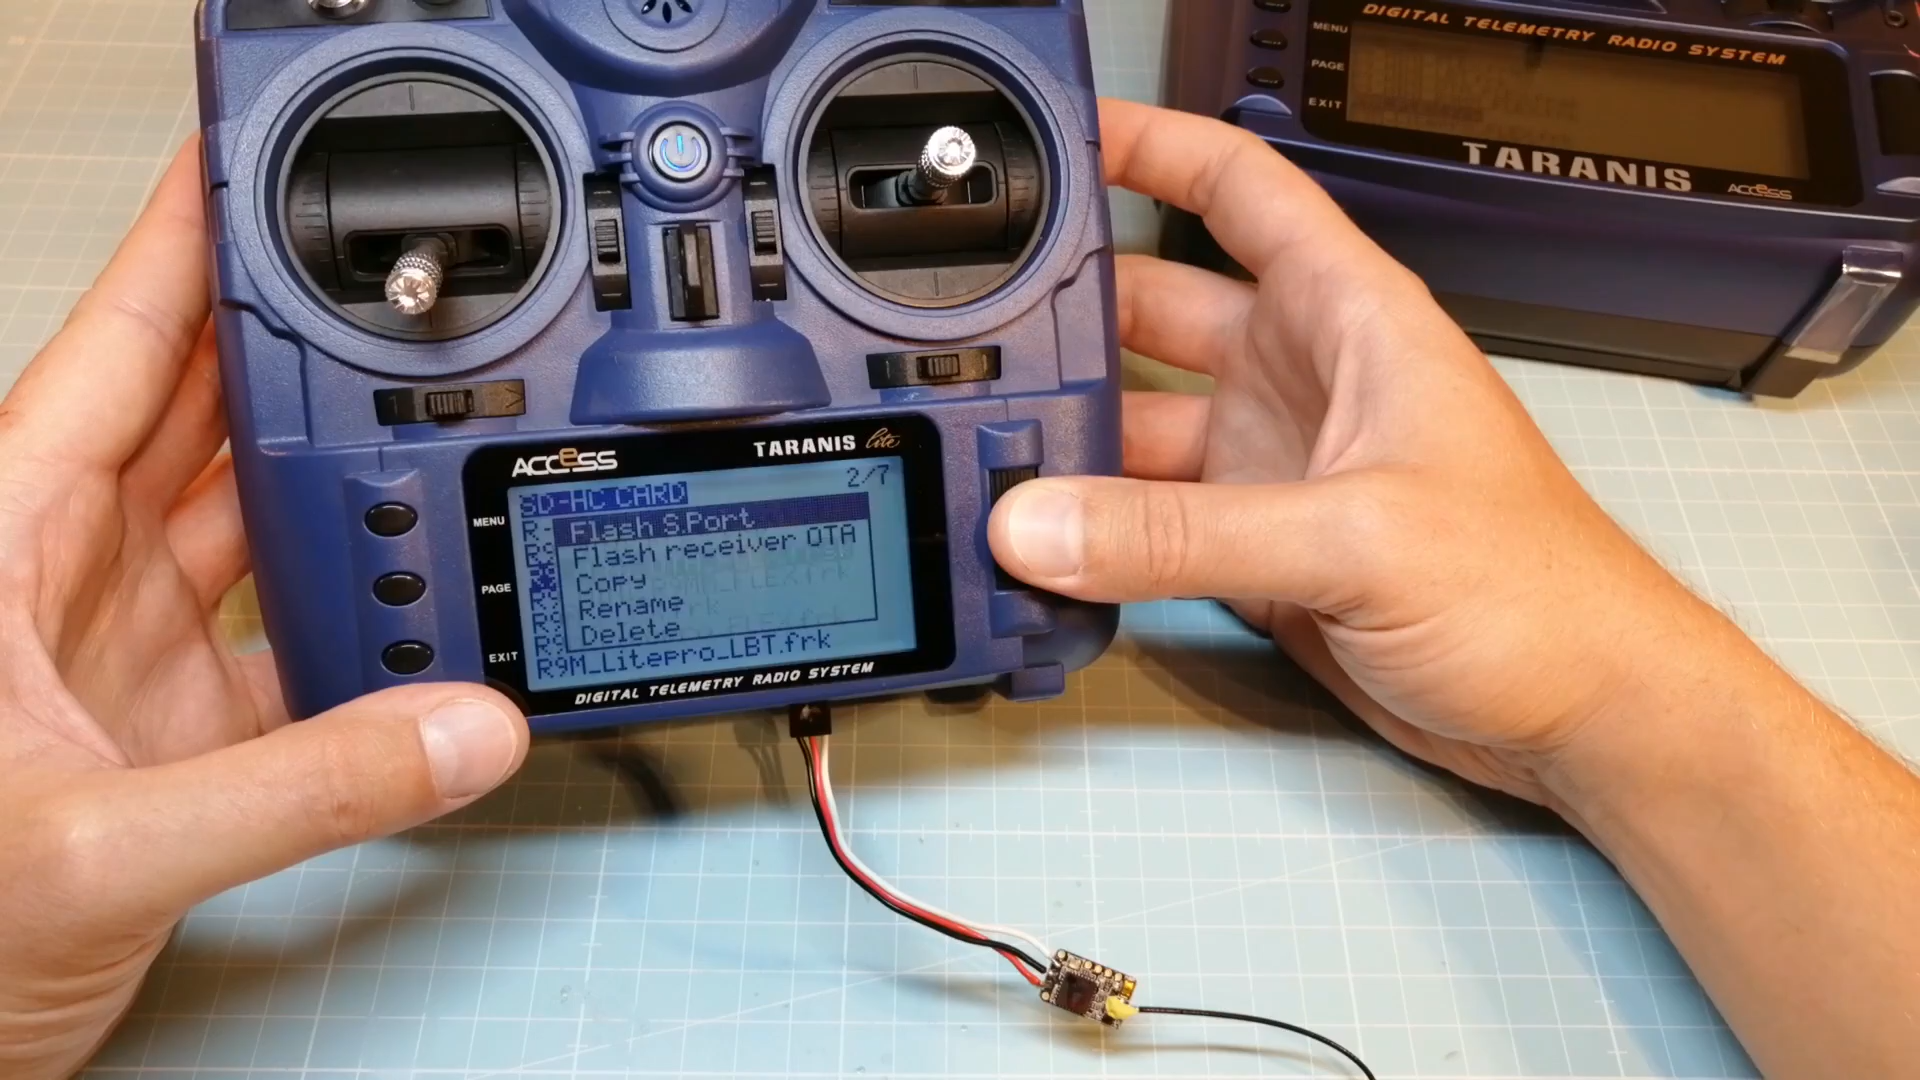 MENU
PAGE
EXIT
DIGITAL TELEMETRY RADIO SYSTEM
TARANIS
ACCESS
ACCESS
TARANIS lite
MENU
PAGE
EXIT
SD-HC CARD 2/7
Flash S.Port
Flash receiver OTA
Copy
Rename
Delete
R9M_Litepro_LBT.frk
DIGITAL TELEMETRY RADIO SYSTEM